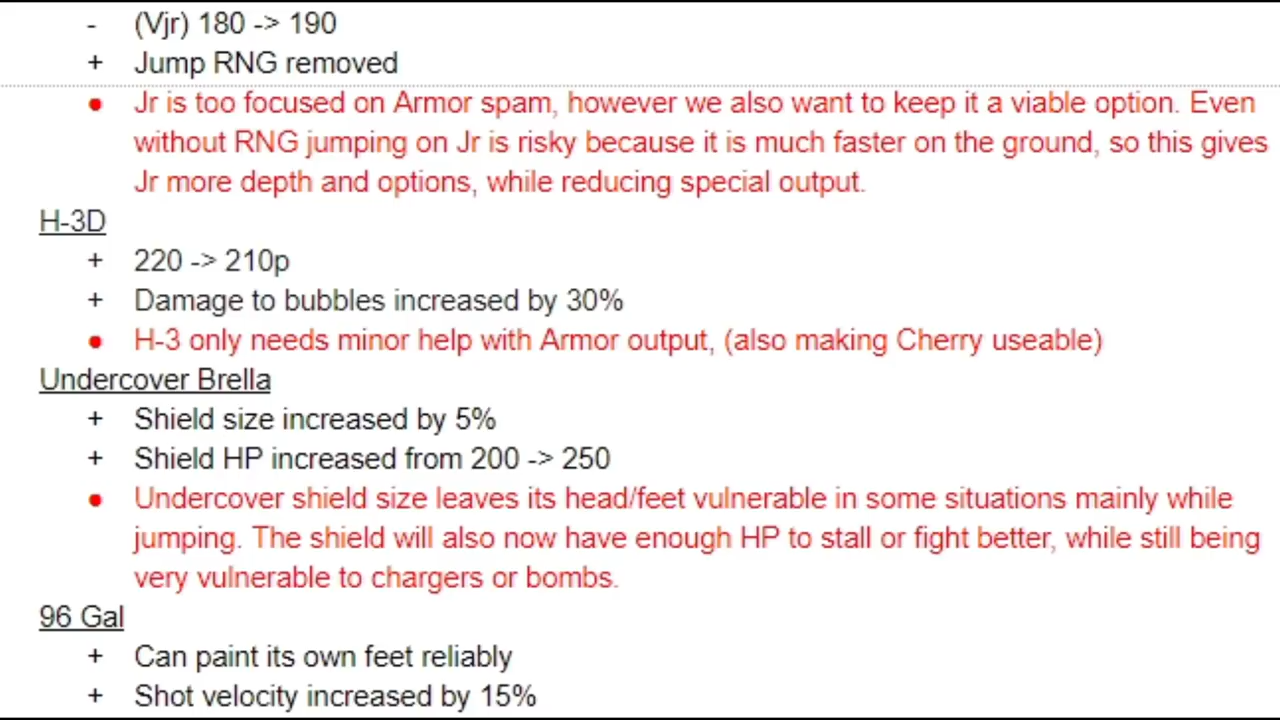 - (Vjr) 180 -> 190
+ Jump RNG removed
● Jr is too focused on Armor spam, however we also want to keep it a viable option. Even
without RNG jumping on Jr is risky because it is much faster on the ground, so this gives
Jr more depth and options, while reducing special output.
H-3D
+ 220 -> 210p
+ Damage to bubbles increased by 30%
● H-3 only needs minor help with Armor output, (also making Cherry useable)
Undercover Brella
+ Shield size increased by 5%
+ Shield HP increased from 200 -> 250
● Undercover shield size leaves its head/feet vulnerable in some situations mainly while
jumping. The shield will also now have enough HP to stall or fight better, while still being
very vulnerable to chargers or bombs.
96 Gal
+ Can paint its own feet reliably
+ Shot velocity increased by 15%